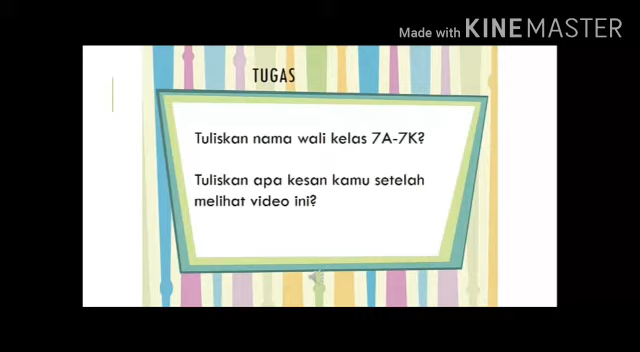 Made with KINEMASTER
TUGAS
Tuliskan nama wali kelas 7A-7K?
Tuliskan apa kesan kamu setelah
melihat video ini?